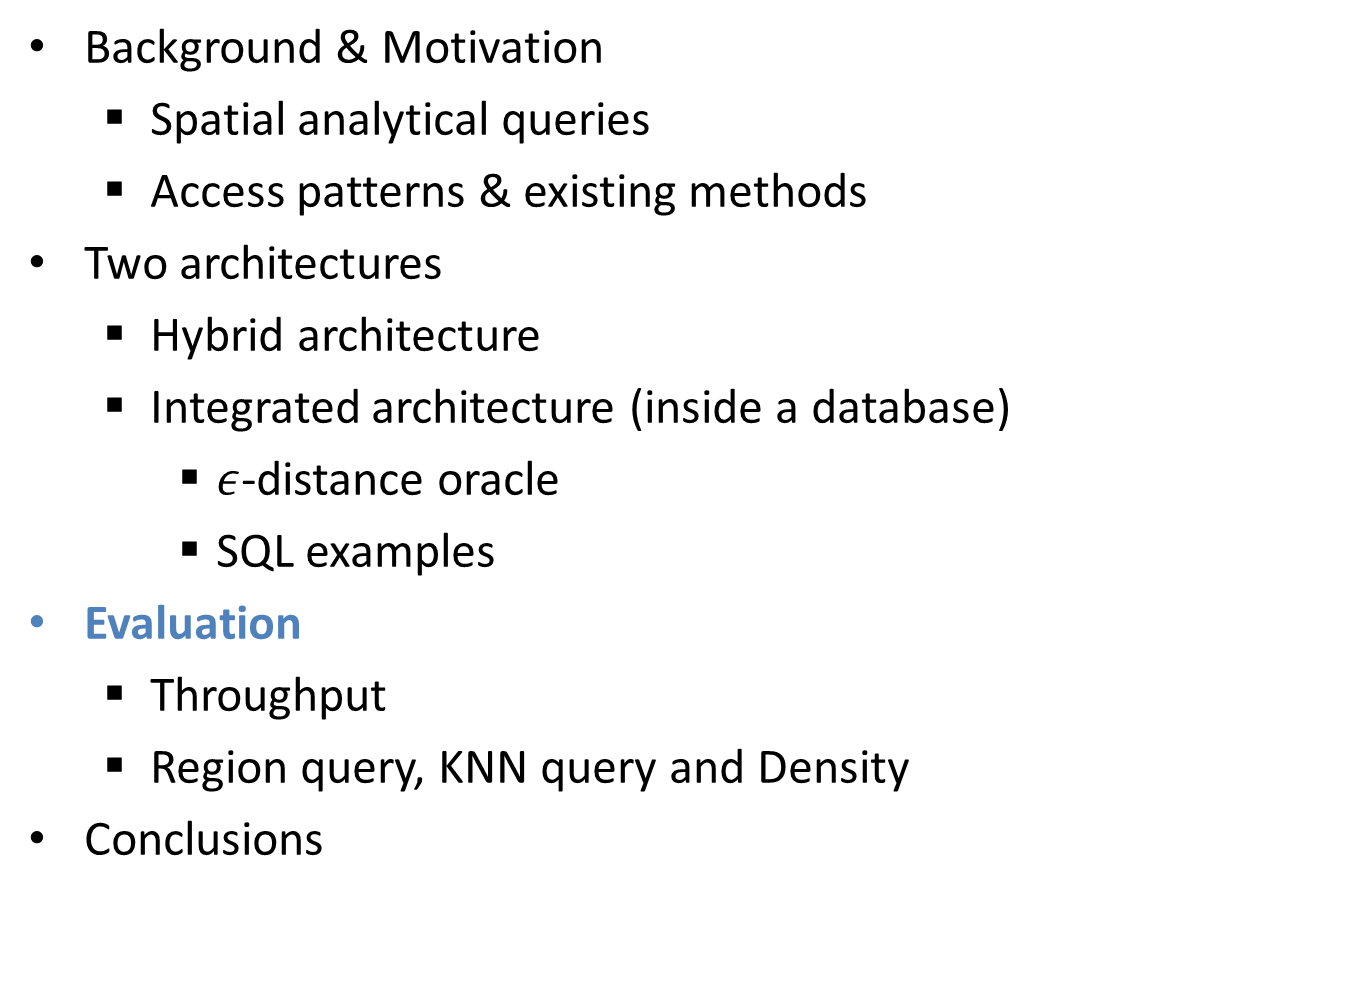 • Background & Motivation
▪ Spatial analytical queries
▪ Access patterns & existing methods
• Two architectures
▪ Hybrid architecture
▪ Integrated architecture (inside a database)
▪ ϵ-distance oracle
▪ SQL examples
• Evaluation
▪ Throughput
▪ Region query, KNN query and Density
• Conclusions